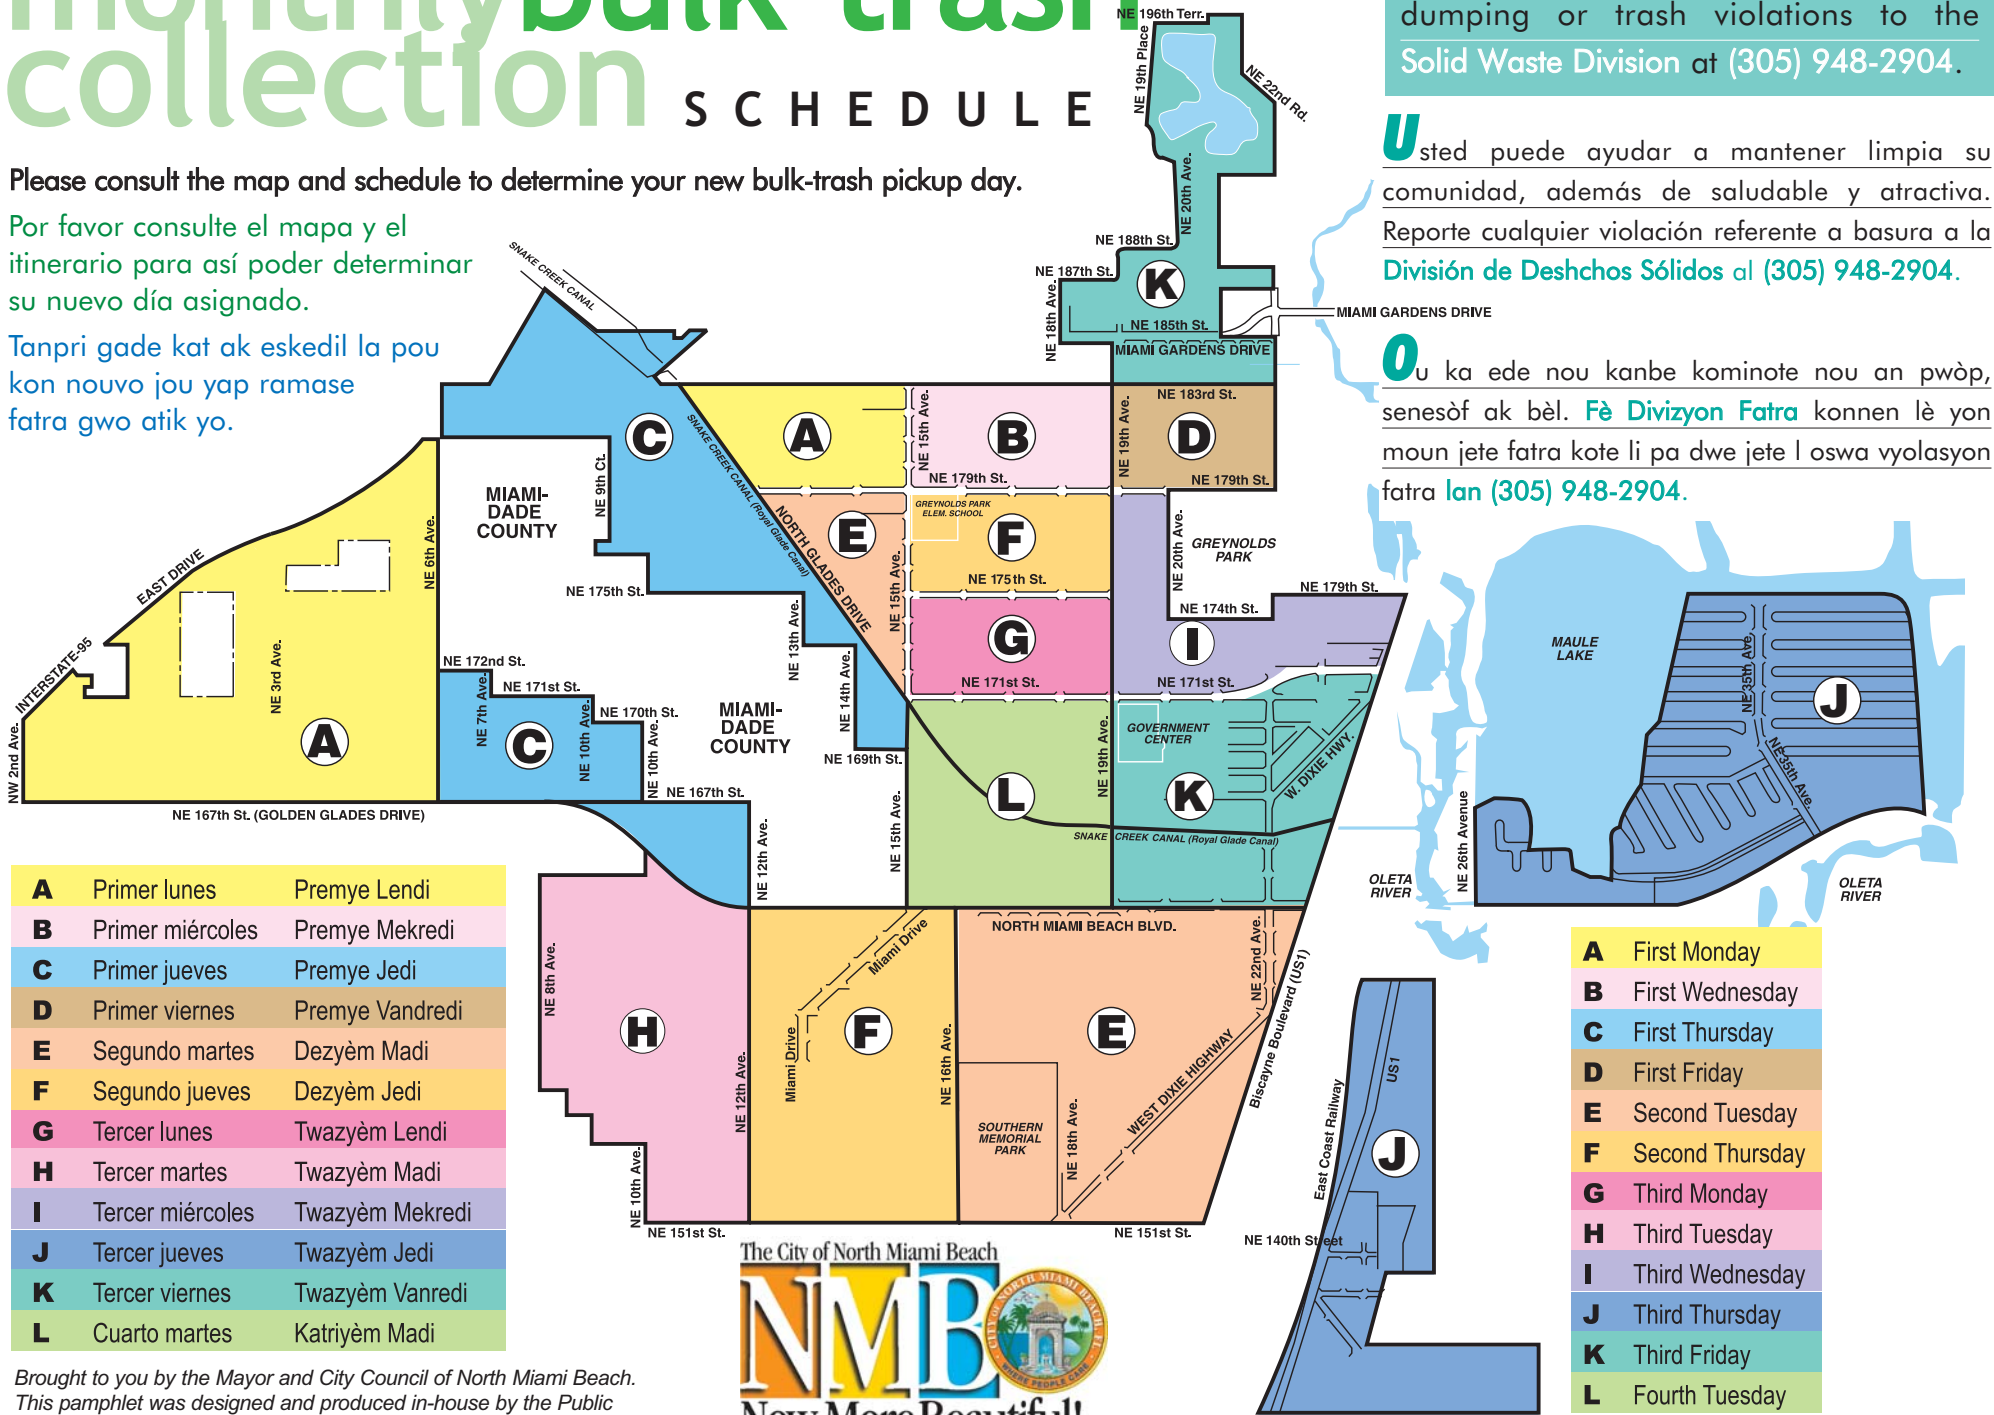 monthly bulk-trash
collection SCHEDULE
Please consult the map and schedule to determine your new bulk-trash pickup day.
Por favor consulte el mapa y el
itinerario para así poder determinar
su nuevo día asignado.
Tanpri gade kat ak eskedil la pou
kon nouvo jou yap ramase
fatra gwo atik yo.
dumping or trash violations to the
Solid Waste Division at (305) 948-2904.
Usted puede ayudar a mantener limpia su
comunidad, además de saludable y atractiva.
Reporte cualquier violación referente a basura a la
División de Deshchos Sólidos al (305) 948-2904.
Ou ka ede nou kanbe kominote nou an pwòp,
senesòf ak bèl. Fè Divizyon Fatra konnen lè yon
moun jete fatra kote li pa dwe jete l oswa vyolasyon
fatra lan (305) 948-2904.
NE 196th Terr.
NE 19th Place
NE 22nd Rd.
NE 20th Ave.
NE 188th St.
NE 187th St.
K
NE 18th Ave.
NE 185th St.
MIAMI GARDENS DRIVE
MIAMI GARDENS DRIVE
SNAKE CREEK CANAL
C
SNAKE CREEK CANAL (Royal Glade Canal)
A
NE 15th Ave.
B
NE 179th St.
NE 183rd St.
NE 19th Ave.
D
NE 179th St.
MIAMI-
DADE
COUNTY
NE 9th Ct.
NE 6th Ave.
NORTH GLADES DRIVE
E
NE 15th Ave.
GREYNOLDS PARK
ELEM. SCHOOL
F
NE 175th St.
NE 20th Ave.
GREYNOLDS
PARK
NE 179th St.
NE 174th St.
EAST DRIVE
INTERSTATE-95
NW 2nd Ave.
NE 3rd Ave.
A
NE 167th St. (GOLDEN GLADES DRIVE)
NE 175th St.
NE 13th Ave.
NE 14th Ave.
NE 169th St.
G
NE 171st St.
I
NE 171st St.
NE 172nd St.
NE 7th Ave.
NE 171st St.
C
NE 10th Ave.
NE 170th St.
NE 10th Ave.
NE 167th St.
MIAMI-
DADE
COUNTY
NE 12th Ave.
NE 15th Ave.
L
NE 19th Ave.
GOVERNMENT
CENTER
K
W. DIXIE HWY.
SNAKE CREEK CANAL (Royal Glade Canal)
MAULE
LAKE
NE 35th Ave.
J
NE 35th Ave.
NE 26th Avenue
OLETA
RIVER
OLETA
RIVER
NE 8th Ave.
H
NE 12th Ave.
NE 10th Ave.
NE 151st St.
Miami Drive
Miami Drive
F
NE 16th Ave.
NORTH MIAMI BEACH BLVD.
NE 22nd Ave.
E
SOUTHERN
MEMORIAL
PARK
NE 18th Ave.
WEST DIXIE HIGHWAY
Biscayne Boulevard (US1)
NE 151st St.
East Coast Railway
US1
J
NE 140th Street
A Primer lunes Premye Lendi
B Primer miércoles Premye Mekredi
C Primer jueves Premye Jedi
D Primer viernes Premye Vandredi
E Segundo martes Dezyèm Madi
F Segundo jueves Dezyèm Jedi
G Tercer lunes Twazyèm Lendi
H Tercer martes Twazyèm Madi
I Tercer miércoles Twazyèm Mekredi
J Tercer jueves Twazyèm Jedi
K Tercer viernes Twazyèm Vanredi
L Cuarto martes Katriyèm Madi
A First Monday
B First Wednesday
C First Thursday
D First Friday
E Second Tuesday
F Second Thursday
G Third Monday
H Third Tuesday
I Third Wednesday
J Third Thursday
K Third Friday
L Fourth Tuesday
Brought to you by the Mayor and City Council of North Miami Beach.
This pamphlet was designed and produced in-house by the Public
The City of North Miami Beach
NMB
CITY OF NORTH MIAMI BEACH, FL
WHERE PEOPLE CARE
Now More Beautiful!